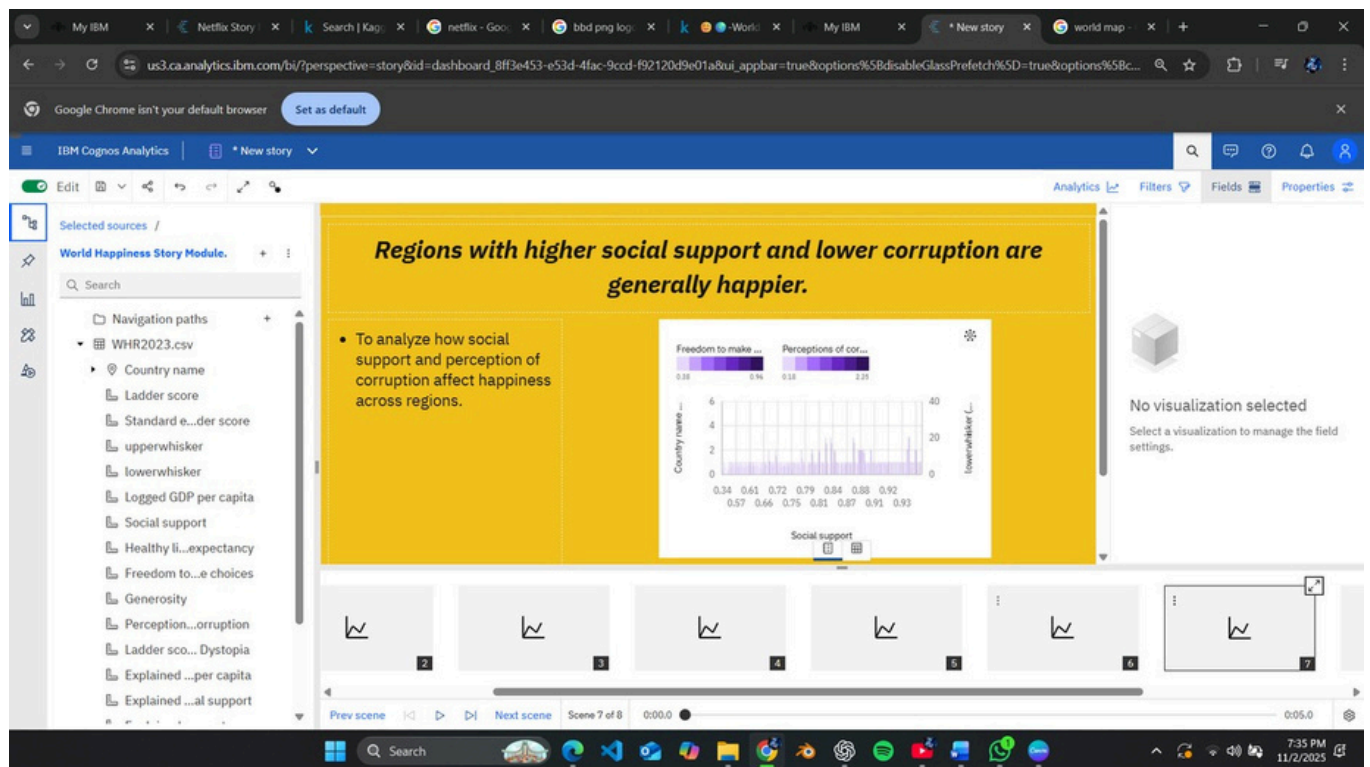 My IBM
Netflix Story
Search | Kagg
netflix - Goo
bbd png logo
-World
My IBM
* New story
world map -
us3.ca.analytics.ibm.com/bi/?perspective=story&id=dashboard_8ff3e453-e53d-4fac-9ccd-f92120d9e01a&ui_appbar=true&options%5BdisableGlassPrefetch%5D=true&options%5Bc...
Google Chrome isn't your default browser
Set as default
IBM Cognos Analytics
* New story
Edit
Analytics
Filters
Fields
Properties
Selected sources /
World Happiness Story Module.
Search
Navigation paths
WHR2023.csv
Country name
Ladder score
Standard e...der score
upperwhisker
lowerwhisker
Logged GDP per capita
Social support
Healthy li...expectancy
Freedom to...e choices
Generosity
Perception...orruption
Ladder sco... Dystopia
Explained ...per capita
Explained ...al support
Regions with higher social support and lower corruption are
generally happier.
• To analyze how social
support and perception of
corruption affect happiness
across regions.
Freedom to make ...
Perceptions of cor...
0.38 0.96
0.18 2.25
Country name ...
6
4
2
0
40
20
0
lowerwhisker (...
0.34 0.61 0.72 0.79 0.84 0.88 0.92
0.57 0.66 0.75 0.81 0.87 0.91 0.93
Social support
No visualization selected
Select a visualization to manage the field
settings.
2
3
4
5
6
7
Prev scene
Next scene
Scene 7 of 8
0:00.0
0:05.0
Search
7:35 PM
11/2/2025